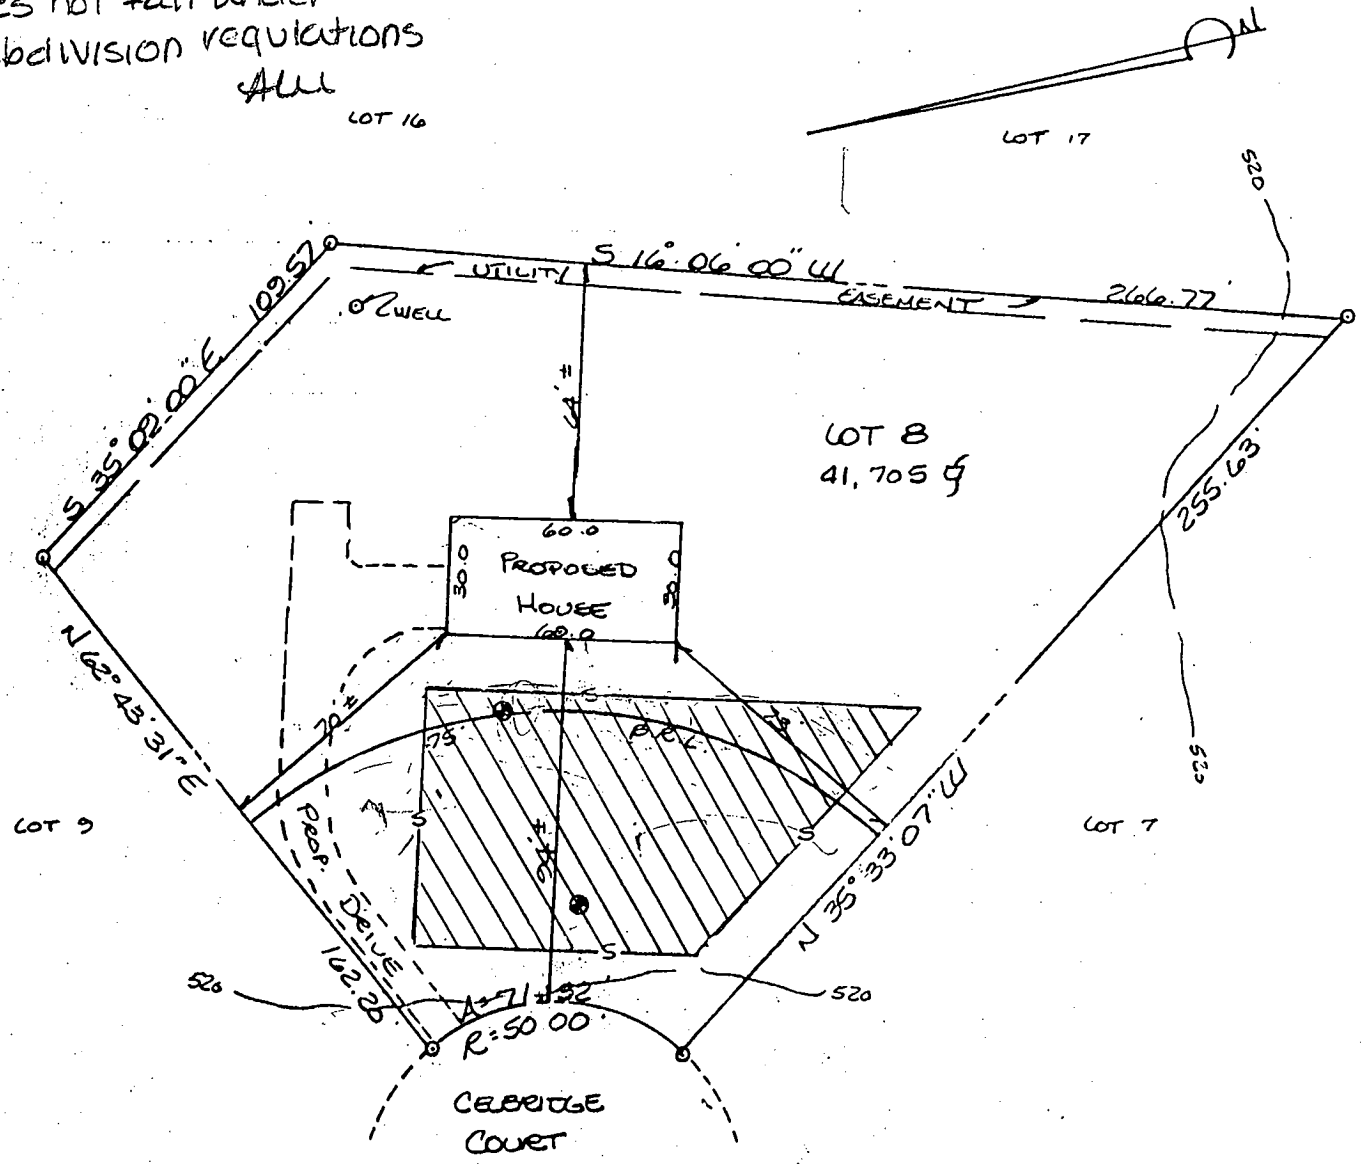 not fall under
bdivision regulations
N
LOT 16
LOT 17
520
S 16° 06' 00" W
266.77'
UTILITY
EASEMENT
109.57
S 35° 02' 00" E
WELL
64'±
LOT 8
41,705
255.63'
60.0
30.0
PROPOSED
HOUSE
30.0
60.0
N 62° 43' 31" E
70'±
S
75'
B.R.L.
S
S
S
94'±
PROP.
DRIVE
162.20
N 35° 33' 07" W
520
LOT 9
LOT 7
520
520
A=71.92'
R=50.00'
CELBRIDGE
COURT